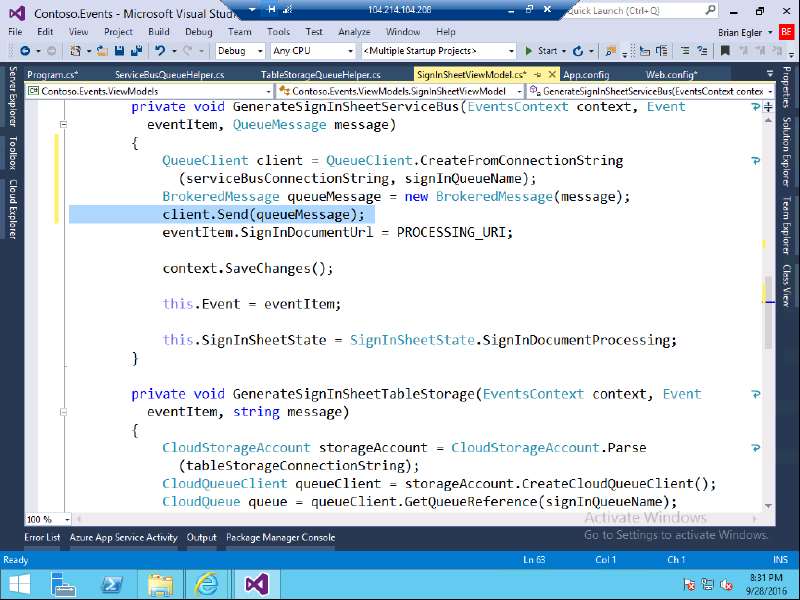 Contoso.Events - Microsoft Visual Studio
104.214.104.208
Quick Launch (Ctrl+Q)
File Edit View Project Build Debug Team Tools Test Analyze Window Help Brian Egler BE
Debug Any CPU <Multiple Startup Projects> Start
Program.cs* ServiceBusQueueHelper.cs TableStorageQueueHelper.cs SignInSheetViewModel.cs* App.config Web.config*
Contoso.Events.ViewModels Contoso.Events.ViewModels.SignInSheetViewModel GenerateSignInSheetServiceBus(EventsContext contex
private void GenerateSignInSheetServiceBus(EventsContext context, Event
eventItem, QueueMessage message)
{
QueueClient client = QueueClient.CreateFromConnectionString
(serviceBusConnectionString, signInQueueName);
BrokeredMessage queueMessage = new BrokeredMessage(message);
client.Send(queueMessage);
eventItem.SignInDocumentUrl = PROCESSING_URI;
context.SaveChanges();
this.Event = eventItem;
this.SignInSheetState = SignInSheetState.SignInDocumentProcessing;
}
private void GenerateSignInSheetTableStorage(EventsContext context, Event
eventItem, string message)
{
CloudStorageAccount storageAccount = CloudStorageAccount.Parse
(tableStorageConnectionString);
CloudQueueClient queueClient = storageAccount.CreateCloudQueueClient();
CloudQueue queue = queueClient.GetQueueReference(signInQueueName);
Server Explorer
Toolbox
Cloud Explorer
Properties
Solution Explorer
Team Explorer
Class View
100 %
Activate Windows
Go to Settings to activate Windows.
Error List Azure App Service Activity Output Package Manager Console
Ready Ln 63 Col 1 Ch 1 INS
8:31 PM
9/28/2016